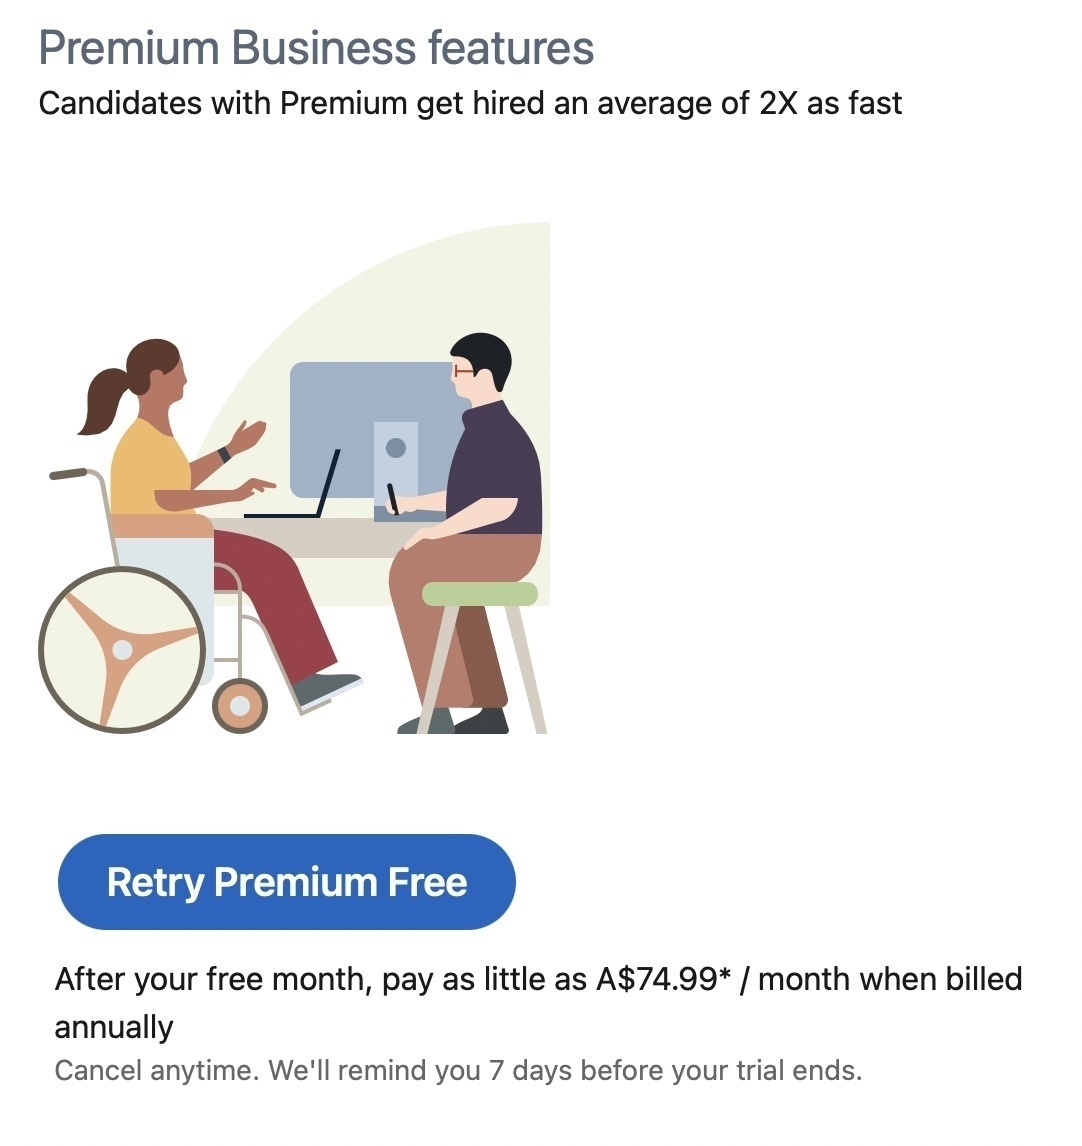 Premium Business features
Candidates with Premium get hired an average of 2X as fast
Retry Premium Free
After your free month, pay as little as A$74.99* / month when billed
annually
Cancel anytime. We'll remind you 7 days before your trial ends.